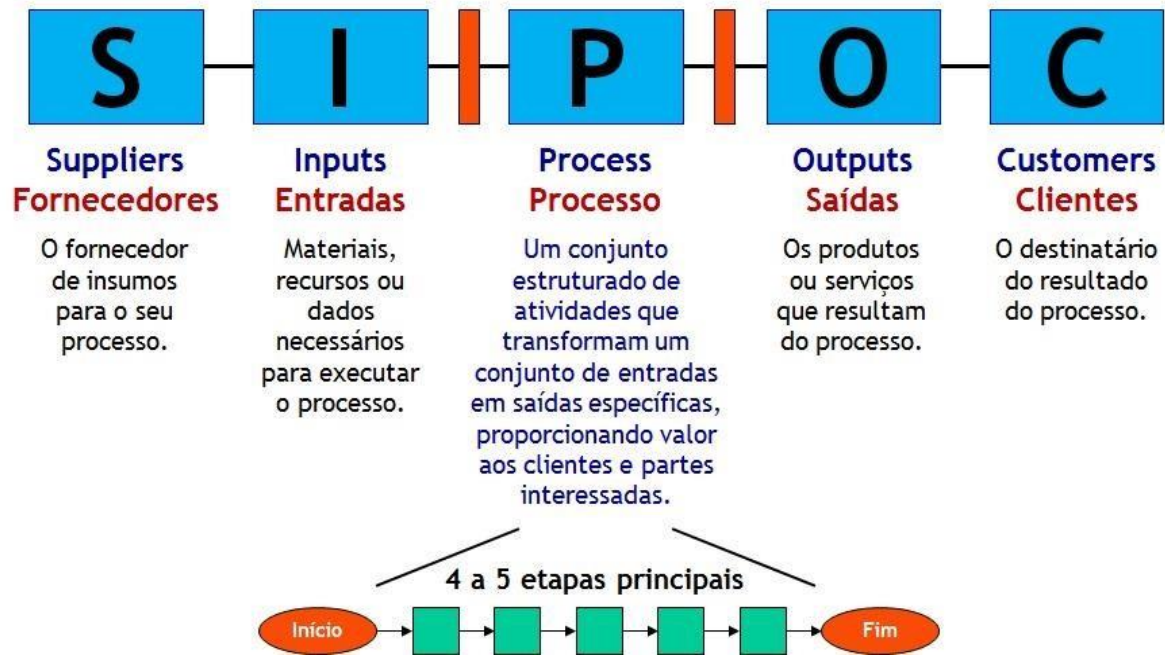 S I P O C
Suppliers
Fornecedores
O fornecedor
de insumos
para o seu
processo.
Inputs
Entradas
Materiais,
recursos ou
dados
necessários
para executar
o processo.
Process
Processo
Um conjunto
estruturado de
atividades que
transformam um
conjunto de entradas
em saídas específicas,
proporcionando valor
aos clientes e partes
interessadas.
Outputs
Saídas
Os produtos
ou serviços
que resultam
do processo.
Customers
Clientes
O destinatário
do resultado
do processo.
4 a 5 etapas principais
Início
Fim